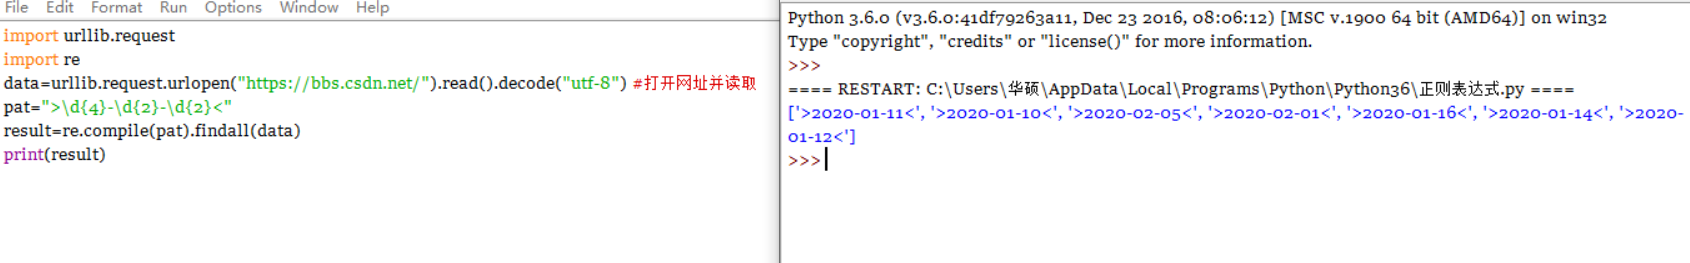 File Edit Format Run Options Window Help
import urllib.request
import re
data=urllib.request.urlopen("https://bbs.csdn.net/").read().decode("utf-8") #打开网址并读取
pat=">\d{4}-\d{2}-\d{2}<"
result=re.compile(pat).findall(data)
print(result)
Python 3.6.0 (v3.6.0:41df79263a11, Dec 23 2016, 08:06:12) [MSC v.1900 64 bit (AMD64)] on win32
Type "copyright", "credits" or "license()" for more information.
>>>
==== RESTART: C:\Users\华硕\AppData\Local\Programs\Python\Python36\正则表达式.py ====
['>2020-01-11<', '>2020-01-10<', '>2020-02-05<', '>2020-02-01<', '>2020-01-16<', '>2020-01-14<', '>2020-
01-12<']
>>>